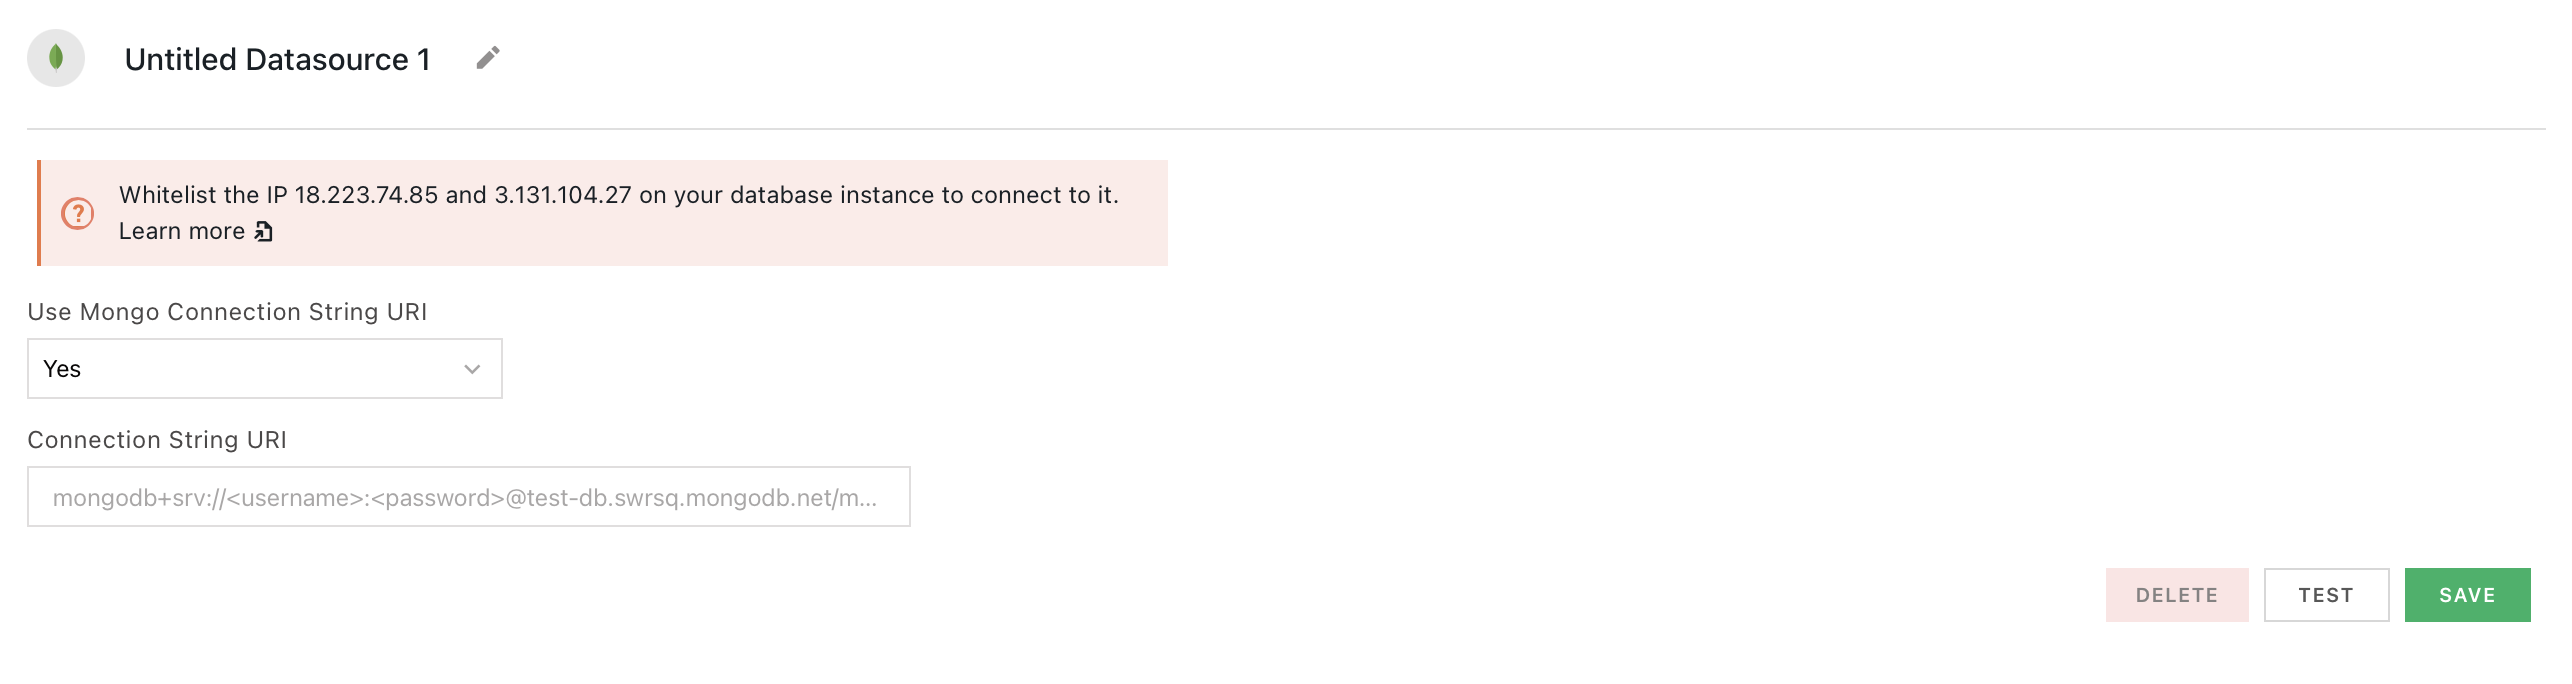 Untitled Datasource 1
Whitelist the IP 18.223.74.85 and 3.131.104.27 on your database instance to connect to it.
Learn more
Use Mongo Connection String URI
Yes
Connection String URI
mongodb+srv://<username>:<password>@test-db.swrsq.mongodb.net/m...
DELETE TEST SAVE